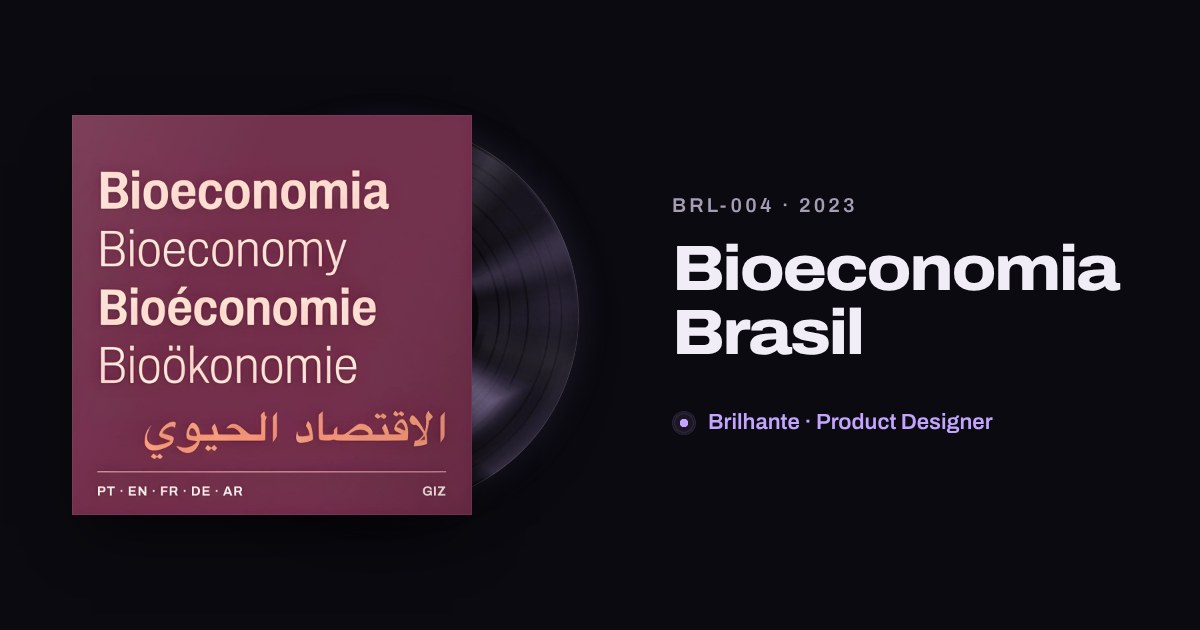 Bioeconomia
Bioeconomy
Bioéconomie
Bioökonomie
الاقتصاد الحيوي
PT · EN · FR · DE · AR
GIZ
BRL-004 · 2023
Bioeconomia
Brasil
Brilhante · Product Designer